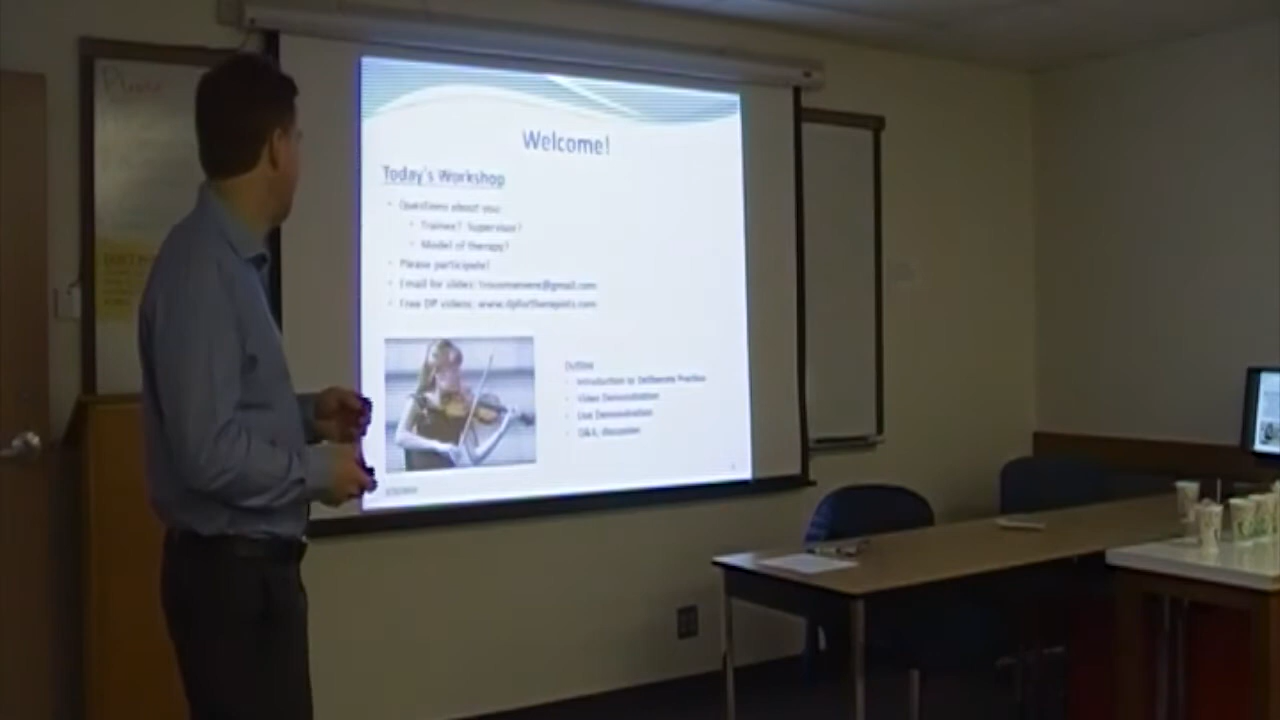 Please
Welcome!
Today's Workshop
Questions about you:
Trainee? Supervisor?
Model of therapy?
Please participate!
Email for slides:
Free DP videos: www.dpfortherapists.com
Outline
Introduction to Deliberate Practice
Video Demonstration
Live Demonstration
Q&A, discussion